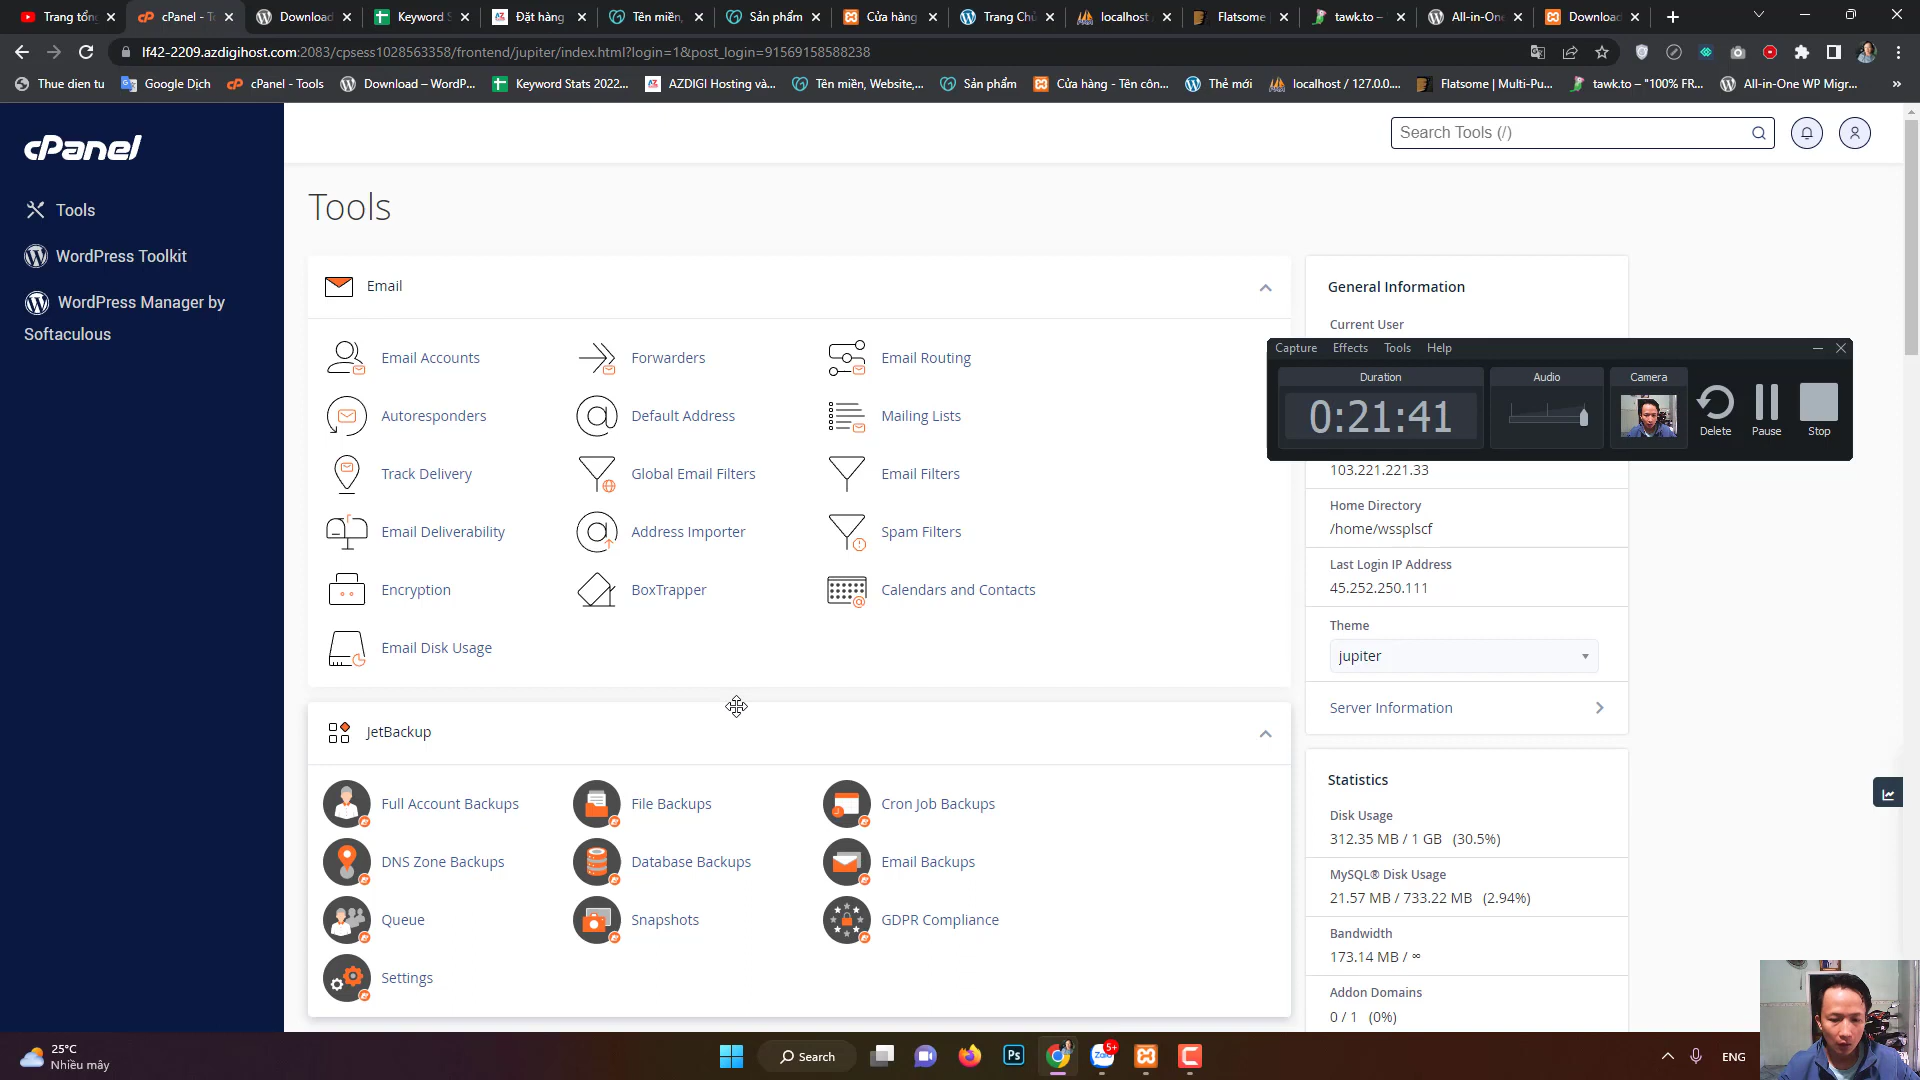 Trang tổng
cPanel - To
Download
Keyword S
Đặt hàng
Tên miền,
Sản phẩm
Cửa hàng
Trang Chủ
localhost
Flatsome
tawk.to –
All-in-One
Download
lf42-2209.azdigihost.com:2083/cpsess1028563358/frontend/jupiter/index.html?login=1&post_login=91569158588238
Thue dien tu
Google Dịch
cPanel - Tools
Download – WordP...
Keyword Stats 2022...
AZDIGI Hosting và...
Tên miền, Website,...
Sản phẩm
Cửa hàng - Tên côn...
Thẻ mới
localhost / 127.0.0....
Flatsome | Multi-Pu...
tawk.to – "100% FR...
All-in-One WP Migr...
»
cPanel
Search Tools (/)
Tools
WordPress Toolkit
WordPress Manager by
Softaculous
Tools
Email
Email Accounts
Forwarders
Email Routing
Autoresponders
Default Address
Mailing Lists
Track Delivery
Global Email Filters
Email Filters
Email Deliverability
Address Importer
Spam Filters
Encryption
BoxTrapper
Calendars and Contacts
Email Disk Usage
JetBackup
Full Account Backups
File Backups
Cron Job Backups
DNS Zone Backups
Database Backups
Email Backups
Queue
Snapshots
GDPR Compliance
Settings
General Information
Current User
Capture Effects Tools Help
Duration
Audio
Camera
0:21:41
Delete
Pause
Stop
103.221.221.33
Home Directory
/home/wssplscf
Last Login IP Address
45.252.250.111
Theme
jupiter
Server Information
Statistics
Disk Usage
312.35 MB / 1 GB (30.5%)
MySQL® Disk Usage
21.57 MB / 733.22 MB (2.94%)
Bandwidth
173.14 MB / ∞
Addon Domains
0 / 1 (0%)
25°C
Nhiều mây
Search
Ps
Zalo
5+
ENG